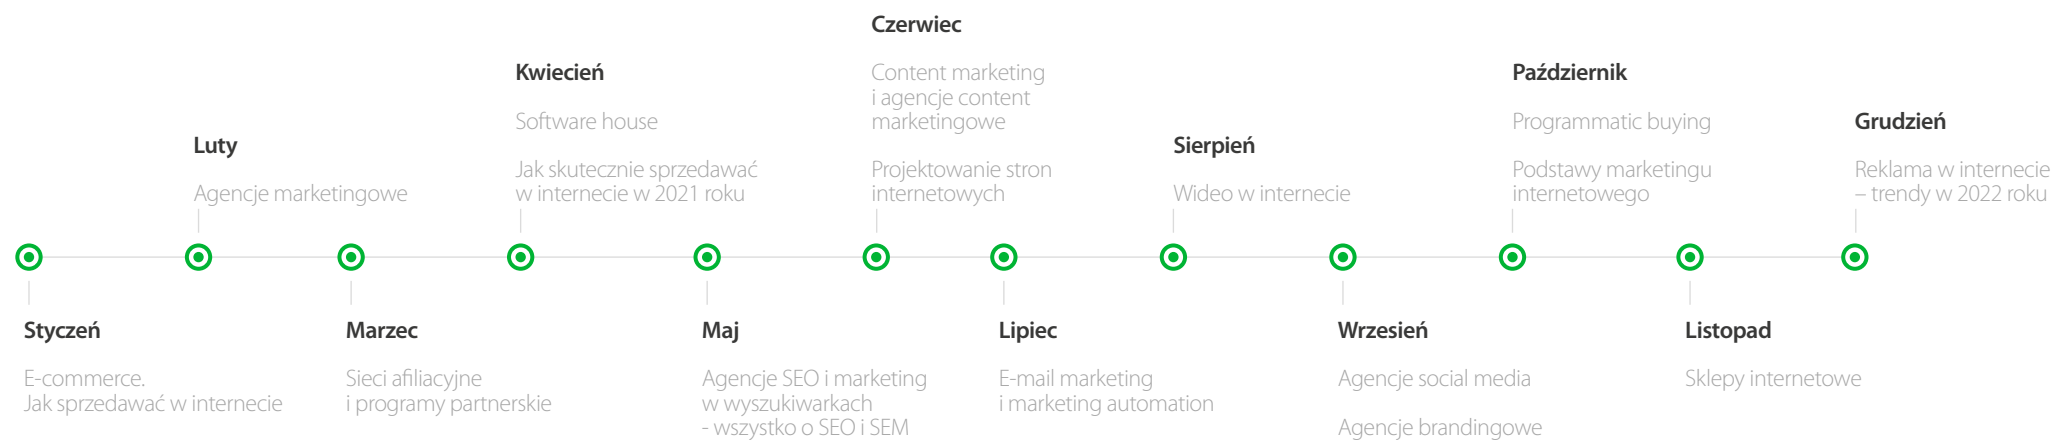 Styczeń
E-commerce.
Jak sprzedawać w internecie
Luty
Agencje marketingowe
Marzec
Sieci afiliacyjne
i programy partnerskie
Kwiecień
Software house
Jak skutecznie sprzedawać
w internecie w 2021 roku
Maj
Agencje SEO i marketing
w wyszukiwarkach
- wszystko o SEO i SEM
Czerwiec
Content marketing
i agencje content
marketingowe
Projektowanie stron
internetowych
Lipiec
E-mail marketing
i marketing automation
Sierpień
Wideo w internecie
Wrzesień
Agencje social media
Agencje brandingowe
Październik
Programmatic buying
Podstawy marketingu
internetowego
Listopad
Sklepy internetowe
Grudzień
Reklama w internecie
– trendy w 2022 roku